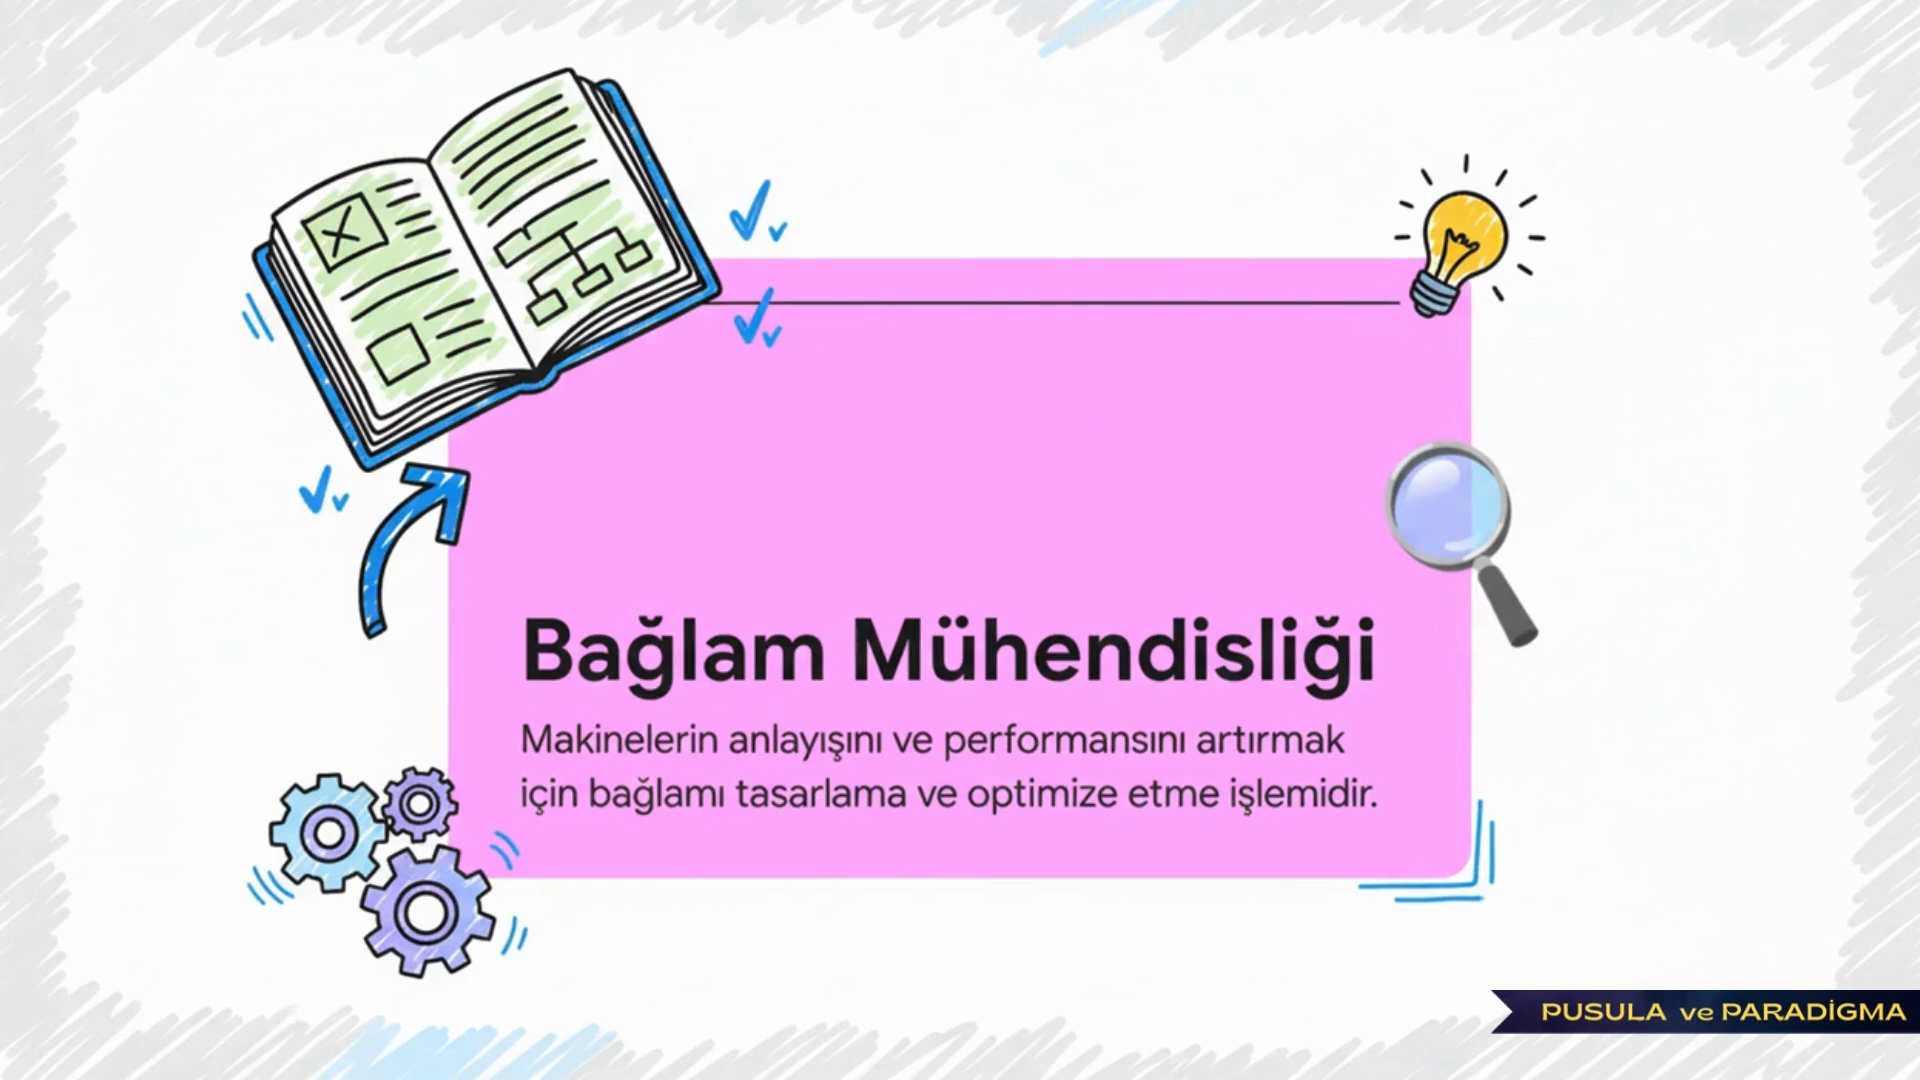 Bağlam Mühendisliği
Makinelerin anlayışını ve performansını artırmak
için bağlamı tasarlama ve optimize etme işlemidir.
PUSULA ve PARADİGMA